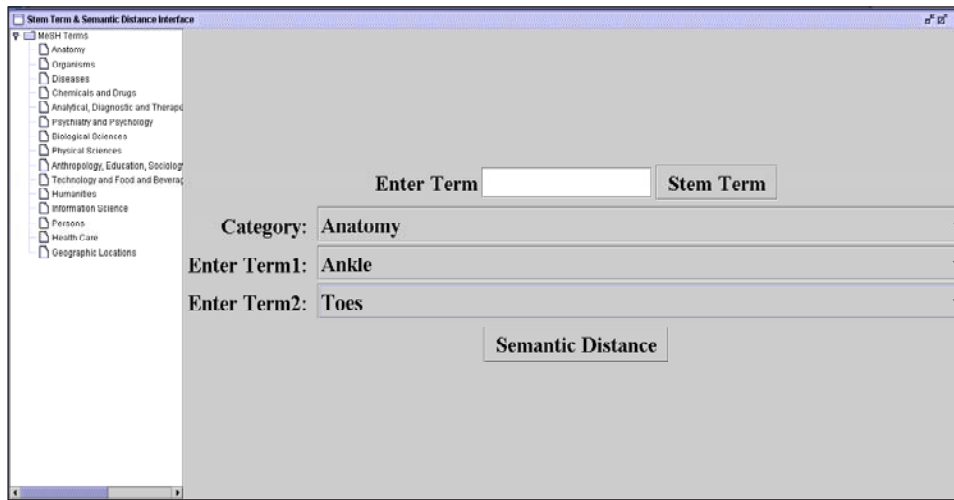 Stem Term & Semantic Distance Interface
MeSH Terms
Anatomy
Organisms
Diseases
Chemicals and Drugs
Analytical, Diagnostic and Therape
Psychiatry and Psychology
Biological Sciences
Physical Sciences
Anthropology, Education, Sociolog
Technology and Food and Beverag
Humanities
Information Science
Persons
Health Care
Geographic Locations
Enter Term Stem Term
Category: Anatomy
Enter Term1: Ankle
Enter Term2: Toes
Semantic Distance